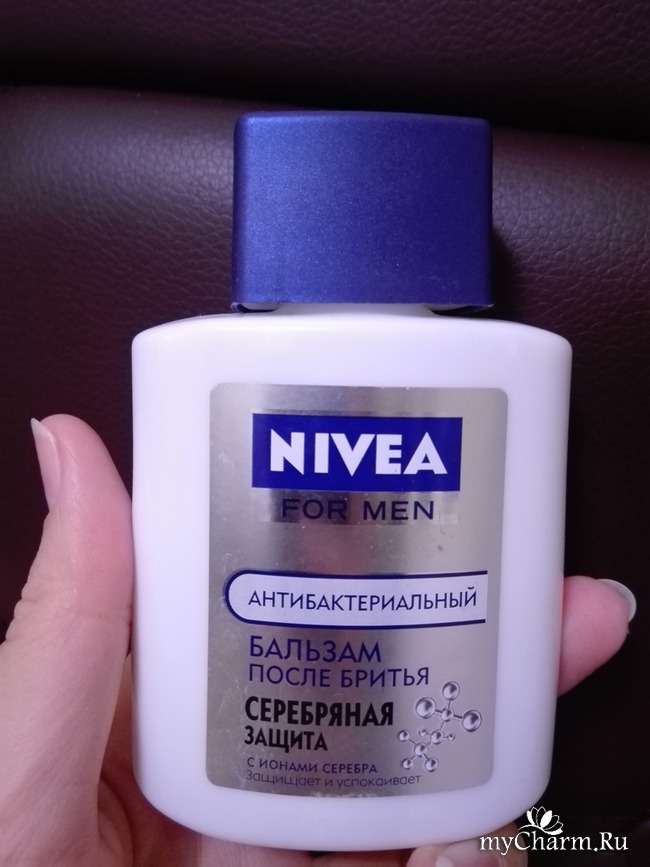 NIVEA
FOR MEN
АНТИБАКТЕРИАЛЬНЫЙ
БАЛЬЗАМ
ПОСЛЕ БРИТЬЯ
СЕРЕБРЯНАЯ
ЗАЩИТА
С ИОНАМИ СЕРЕБРА
Защищает и успокаивает
myCharm.Ru